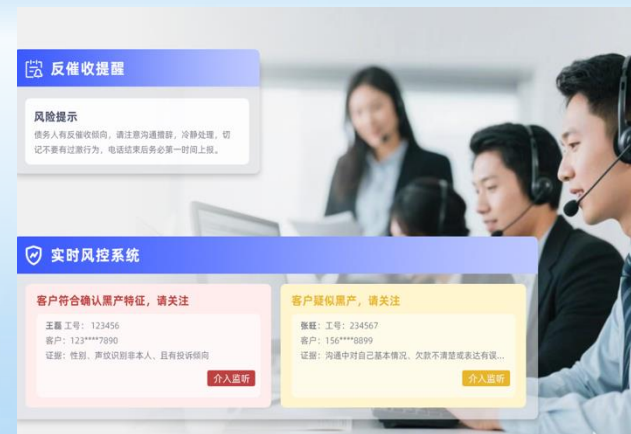 反催收提醒
风险提示
债务人有反催收倾向，请注意沟通措辞，冷静处理，切
记不要有过激行为，电话结束后务必第一时间上报。
实时风控系统
客户符合确认黑产特征，请关注
王磊 工号： 123456
客户：123****7890
证据：性别、声纹识别非本人，且有投诉倾向
介入监听
客户疑似黑产，请关注
张旺：工号：234567
客户：156****8899
证据：沟通中对自己基本情况、欠款不清楚或表达有误...
介入监听